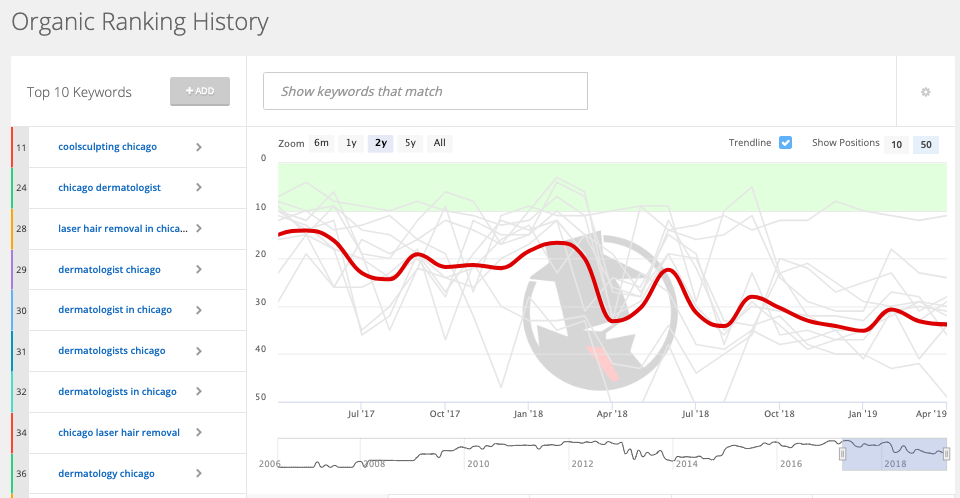 Organic Ranking History
Top 10 Keywords
+ ADD
Show keywords that match
11 coolsculpting chicago
24 chicago dermatologist
28 laser hair removal in chica...
29 dermatologist chicago
30 dermatologist in chicago
31 dermatologists chicago
32 dermatologists in chicago
34 chicago laser hair removal
36 dermatology chicago
Zoom 6m 1y 2y 5y All
Trendline Show Positions 10 50
0
10
20
30
40
50
Jul '17 Oct '17 Jan '18 Apr '18 Jul '18 Oct '18 Jan '19 Apr '19
2006 2008 2010 2012 2014 2016 2018